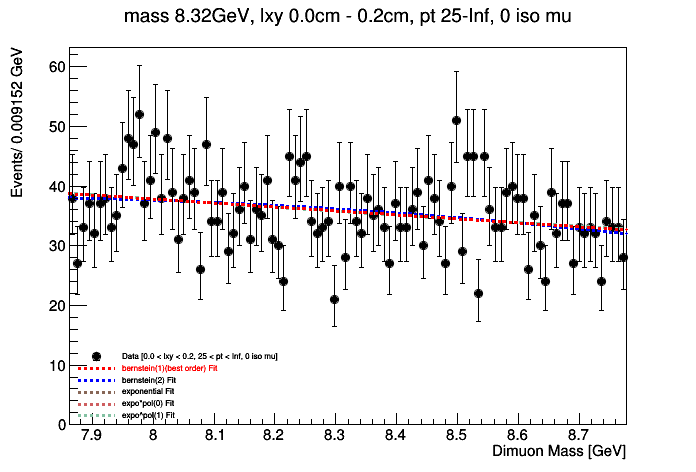 mass 8.32GeV, lxy 0.0cm - 0.2cm, pt 25-Inf, 0 iso mu
Events/ 0.009152 GeV
60
50
40
30
20
10
0
Data [0.0 < lxy < 0.2, 25 < pt < Inf, 0 iso mu]
bernstein(1)(best order) Fit
bernstein(2) Fit
exponential Fit
expo*pol(0) Fit
expo^pol(1) Fit
7.9 8 8.1 8.2 8.3 8.4 8.5 8.6 8.7
Dimuon Mass [GeV]